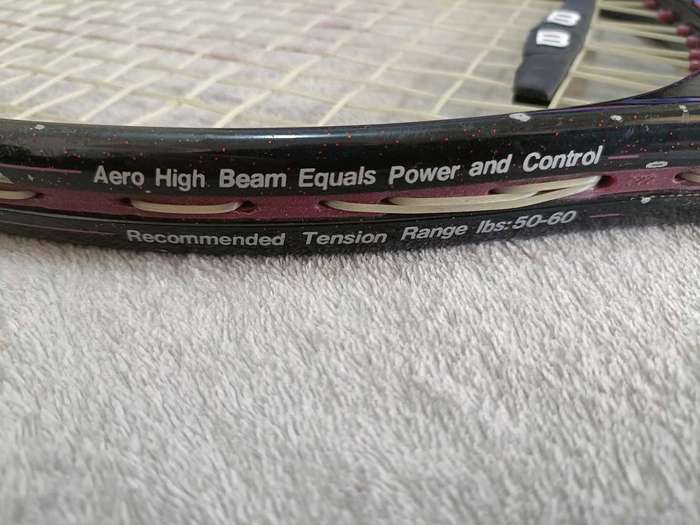 Aero High Beam Equals Power and Control
Recommended Tension Range lbs:50-60